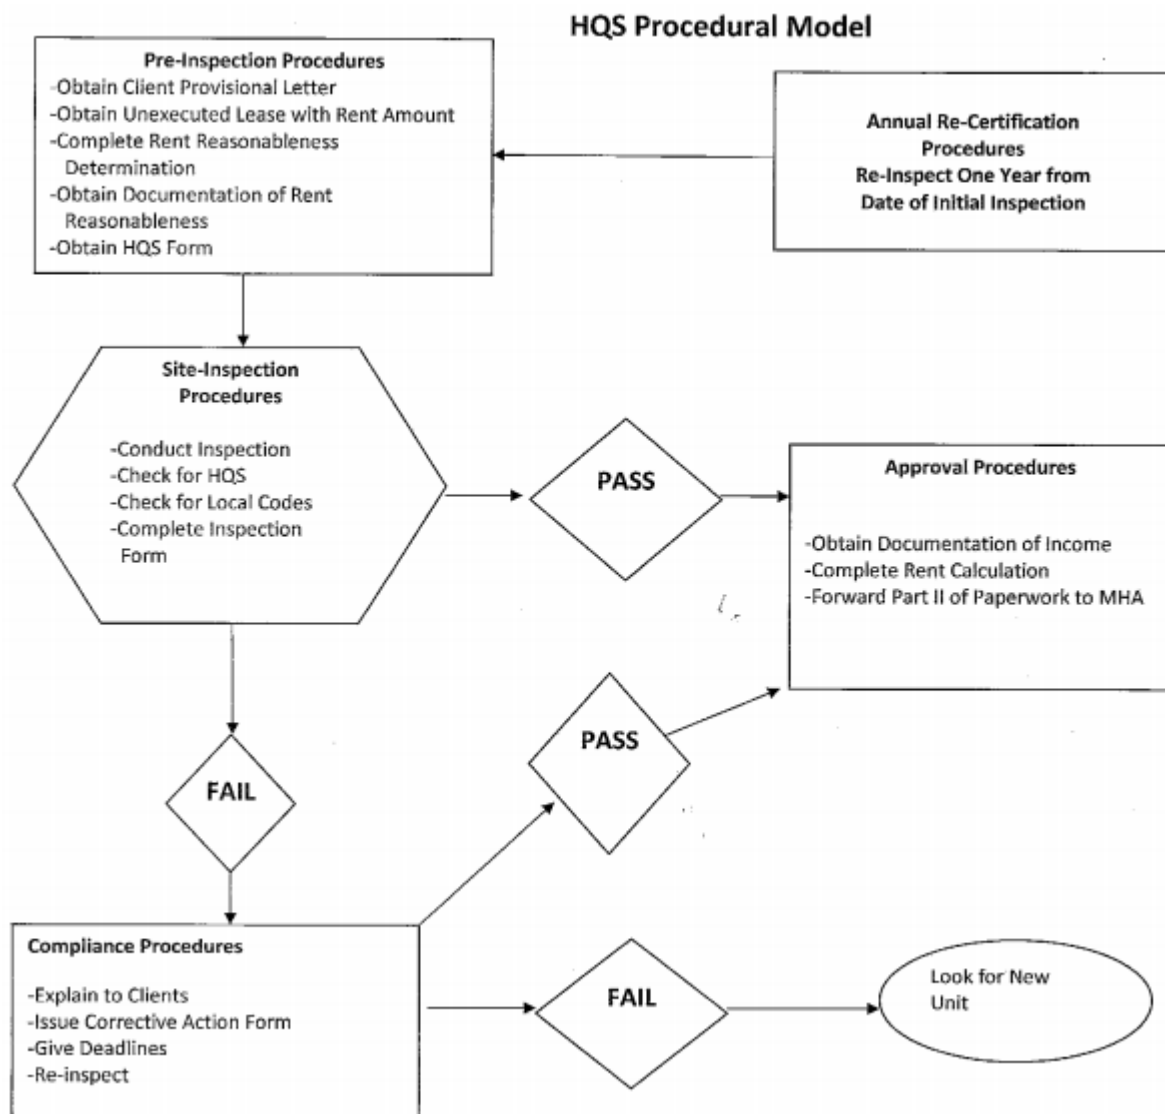 HQS Procedural Model
Pre-Inspection Procedures
-Obtain Client Provisional Letter
-Obtain Unexecuted Lease with Rent Amount
-Complete Rent Reasonableness
Determination
-Obtain Documentation of Rent
Reasonableness
-Obtain HQS Form
Annual Re-Certification
Procedures
Re-Inspect One Year from
Date of Initial Inspection
Site-Inspection
Procedures
-Conduct Inspection
-Check for HQS
-Check for Local Codes
-Complete Inspection
Form
PASS
Approval Procedures
-Obtain Documentation of Income
-Complete Rent Calculation
-Forward Part II of Paperwork to MHA
PASS
FAIL
Compliance Procedures
-Explain to Clients
-Issue Corrective Action Form
-Give Deadlines
-Re-inspect
FAIL
Look for New
Unit